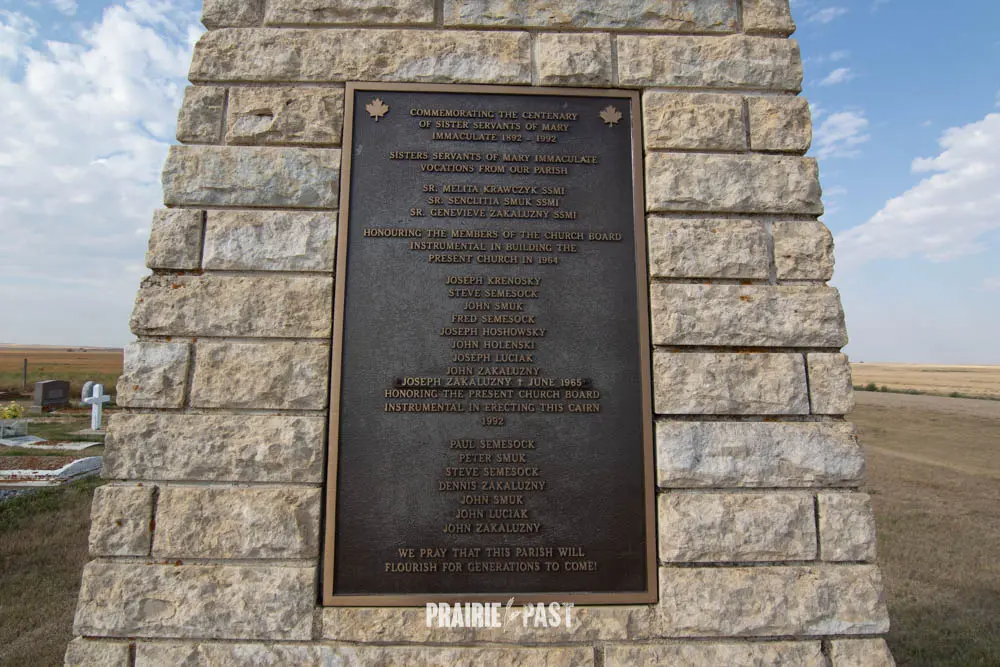 COMMEMORATING THE CENTENARY
OF SISTER SERVANTS OF MARY
IMMACULATE 1892 - 1992
SISTERS SERVANTS OF MARY IMMACULATE
VOCATIONS FROM OUR PARISH
SR. MELITA KRAWCZYK SSMI
SR. SENCLITIA SMUK SSMI
SR. GENEVIEVE ZAKALUZNY SSMI
HONOURING THE MEMBERS OF THE CHURCH BOARD
INSTRUMENTAL IN BUILDING THE
PRESENT CHURCH IN 1964
JOSEPH KRENOSKY
STEVE SEMESOCK
JOHN SMUK
FRED SEMESOCK
JOSEPH HOSHOWSKY
JOHN HOLENSKI
JOSEPH LUCIAK
JOHN ZAKALUZNY
JOSEPH ZAKALUZNY † JUNE 1965
HONORING THE PRESENT CHURCH BOARD
INSTRUMENTAL IN ERECTING THIS CAIRN
1992
PAUL SEMESOCK
PETER SMUK
STEVE SEMESOCK
DENNIS ZAKALUZNY
JOHN SMUK
JOHN LUCIAK
JOHN ZAKALUZNY
WE PRAY THAT THIS PARISH WILL
FLOURISH FOR GENERATIONS TO COME!
PRAIRIE PAST